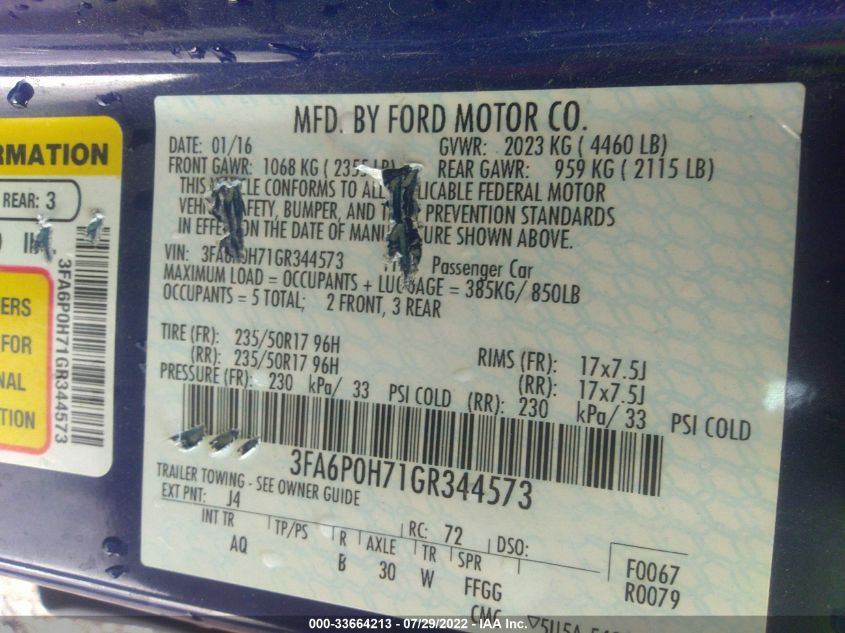 MFD. BY FORD MOTOR CO.
DATE: 01/16 GVWR: 2023 KG ( 4460 LB)
FRONT GAWR: 1068 KG ( 2355 LB) REAR GAWR: 959 KG ( 2115 LB)
THIS CONFORMS TO FEDERAL MOTOR
BUMPER, AND PREVENTION STANDARDS
IN ON THE DATE OF SHOWN ABOVE.
VIN: 3FA6P0H71GR344573 Passenger Car
MAXIMUM LOAD = OCCUPANTS + LUGGAGE = 385KG/ 850LB
OCCUPANTS = 5 TOTAL; 2 FRONT, 3 REAR
TIRE (FR): 235/50R17 96H RIMS (FR): 17x7.5J
(RR): 235/50R17 96H (RR): 17x7.5J
PRESSURE (FR): 230 kPa/ 33 PSI COLD (RR): 230 kPa/ 33 PSI COLD
3FA6P0H71GR344573
TRAILER TOWING - SEE OWNER GUIDE
EXT PNT: J4 RC: 72 DSO:
INT TR TP/PS R AXLE TR SPR F0067
AQ B 30 W FFGG R0079
RMATION
REAR: 3
3FA6P0H71GR344573
ERS
FOR
NAL
TION
000-33664213 - 07/29/2022 - IAA Inc.